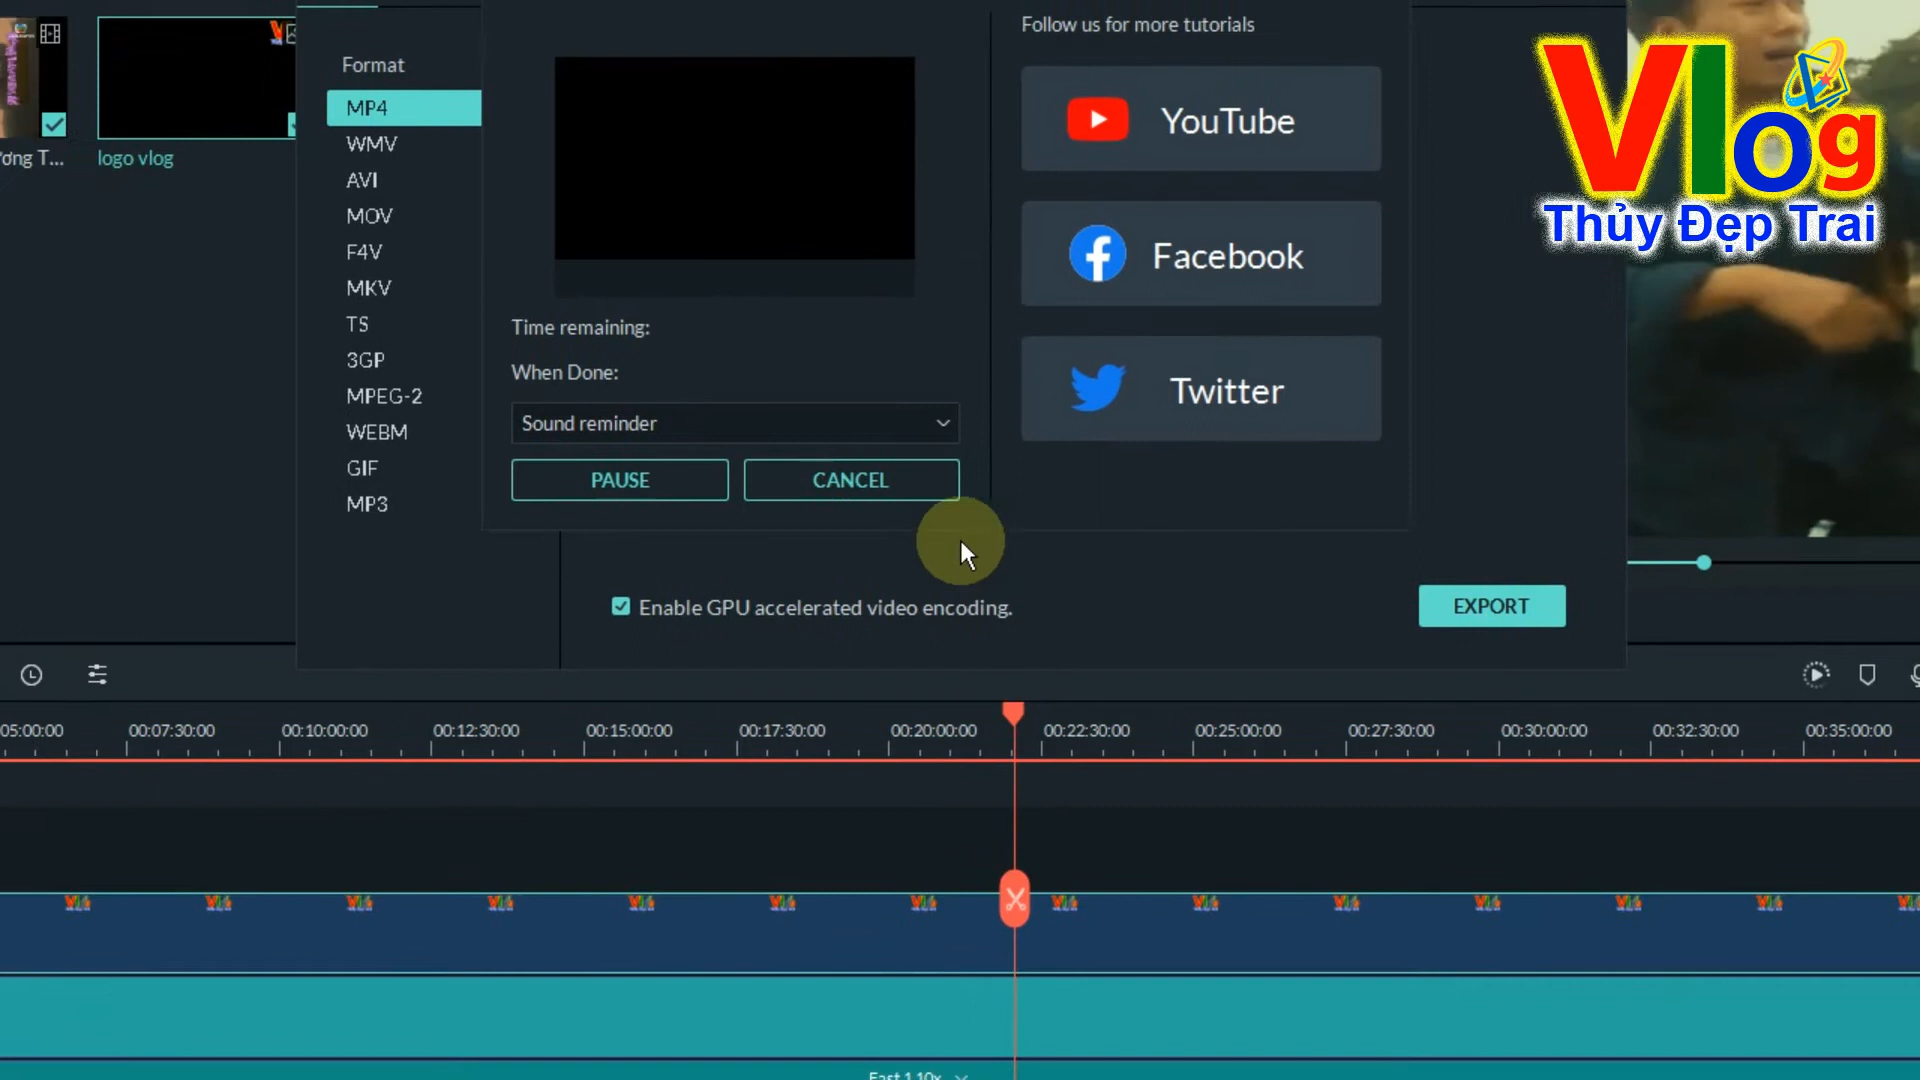 Format
MP4
WMV
AVI
MOV
F4V
MKV
TS
3GP
MPEG-2
WEBM
GIF
MP3
ơng T...
logo vlog
Time remaining:
When Done:
Sound reminder
PAUSE
CANCEL
Follow us for more tutorials
YouTube
Facebook
Twitter
Enable GPU accelerated video encoding.
EXPORT
Vlog
Thủy Đẹp Trai
05:00:00 00:07:30:00 00:10:00:00 00:12:30:00 00:15:00:00 00:17:30:00 00:20:00:00 00:22:30:00 00:25:00:00 00:27:30:00 00:30:00:00 00:32:30:00 00:35:00:00
Fast 1.10x